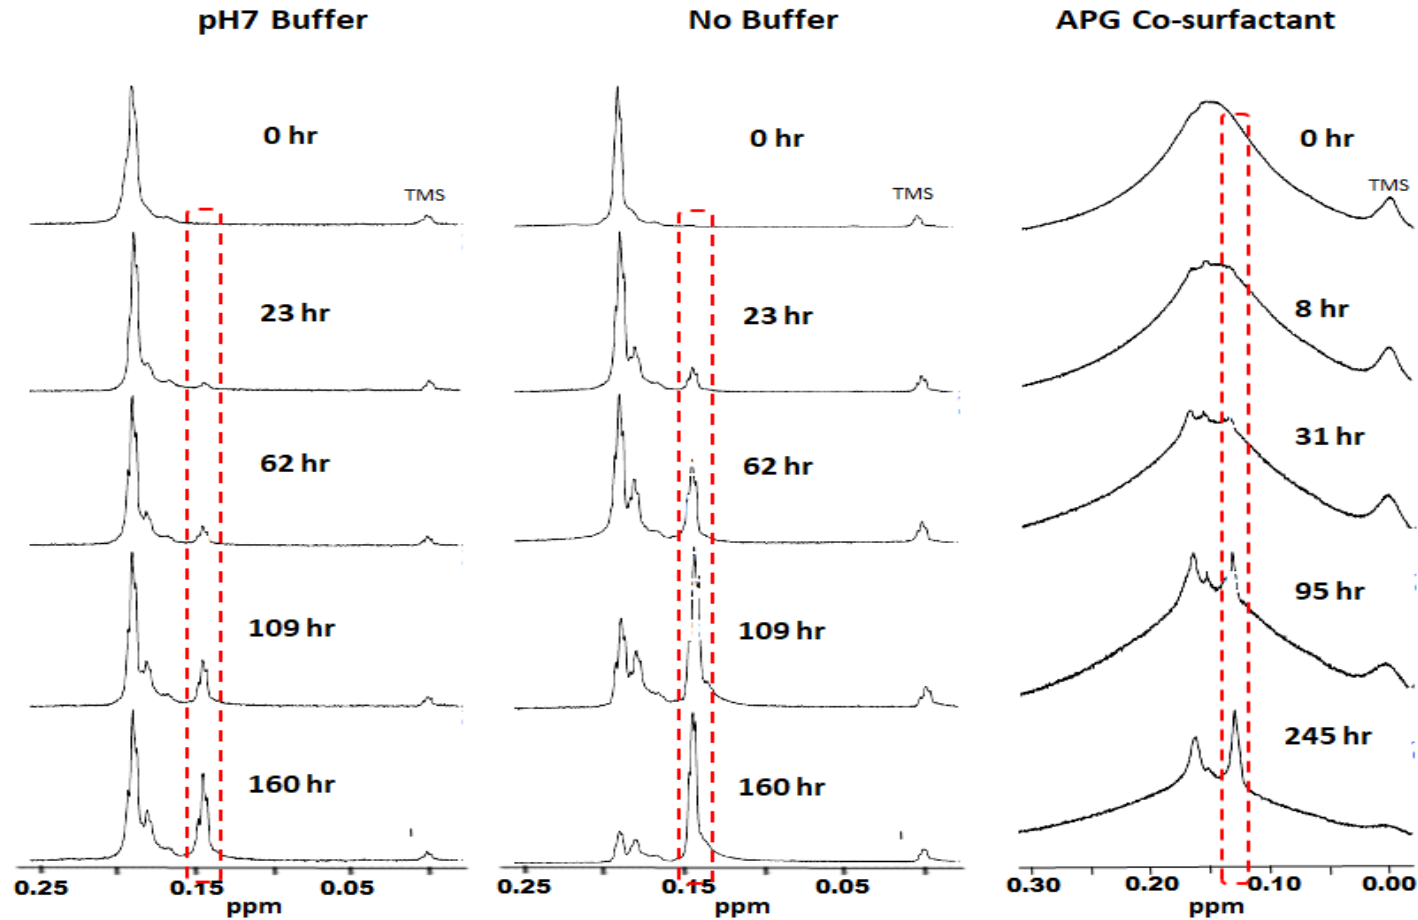 pH7 Buffer
0 hr
TMS
23 hr
62 hr
109 hr
160 hr
0.25 0.15 0.05
ppm
No Buffer
0 hr
TMS
23 hr
62 hr
109 hr
160 hr
0.25 0.15 0.05
ppm
APG Co-surfactant
0 hr
TMS
8 hr
31 hr
95 hr
245 hr
0.30 0.20 0.10 0.00
ppm